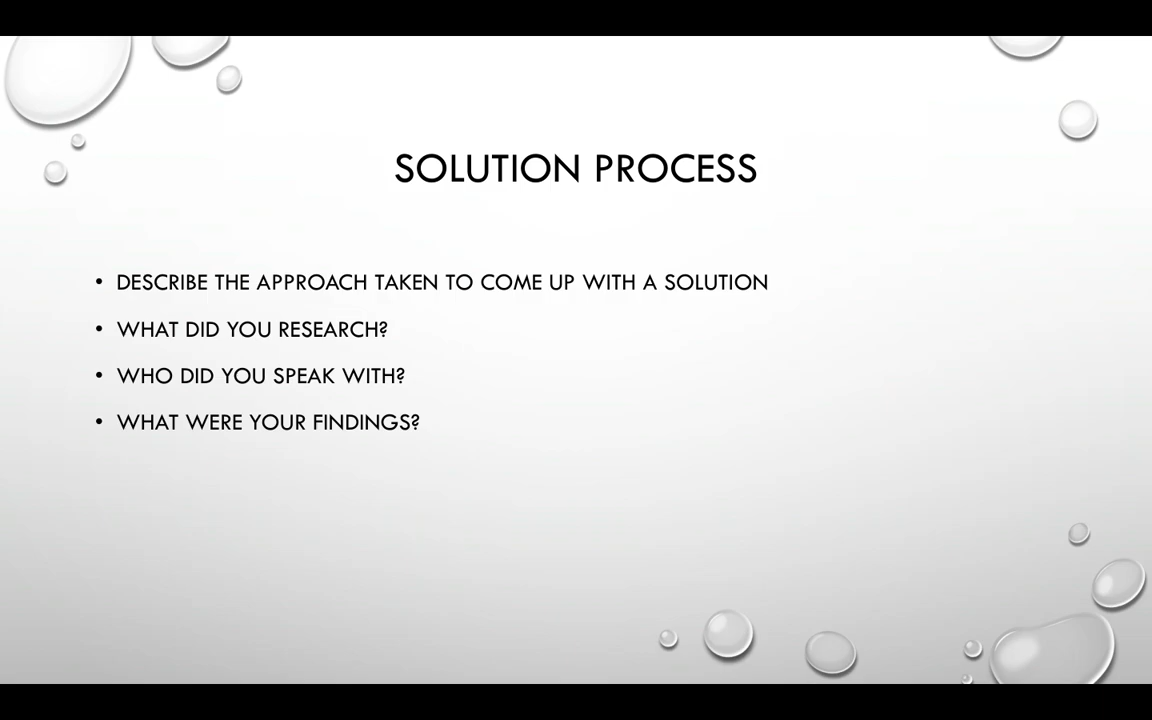 SOLUTION PROCESS
• DESCRIBE THE APPROACH TAKEN TO COME UP WITH A SOLUTION
• WHAT DID YOU RESEARCH?
• WHO DID YOU SPEAK WITH?
• WHAT WERE YOUR FINDINGS?